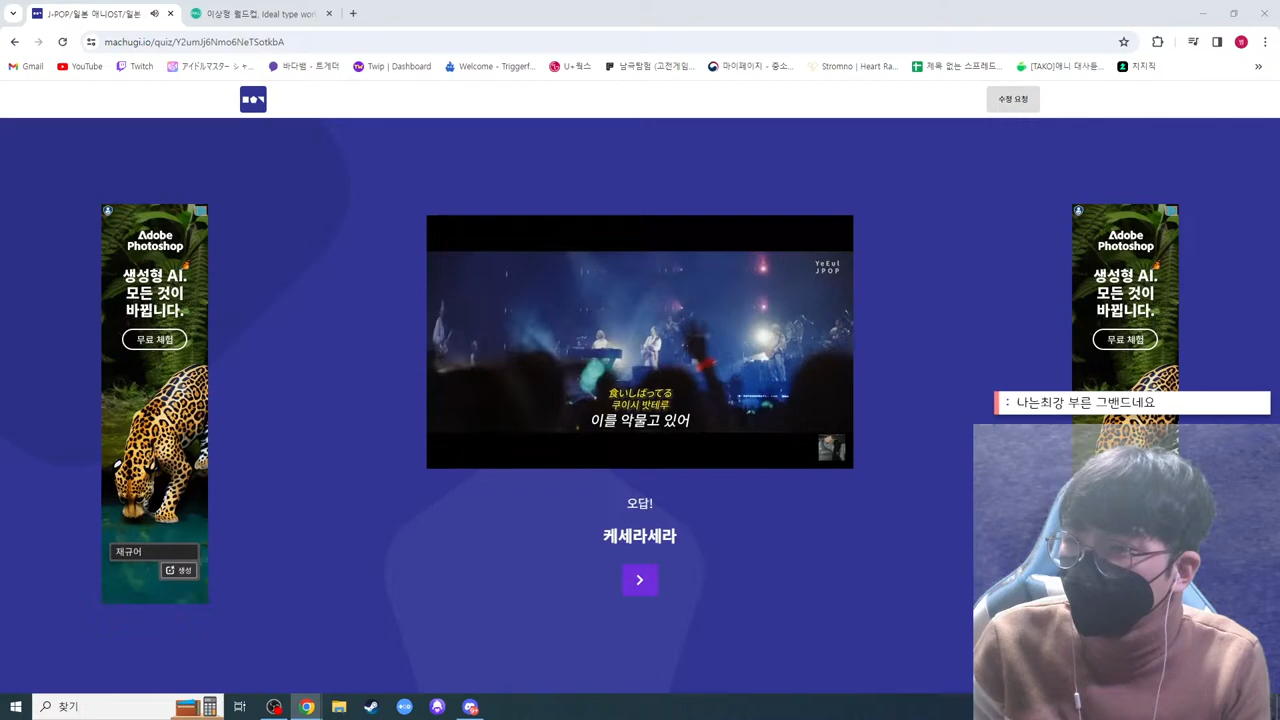 J-POP/일본 애니OST/일본
이상형 월드컵, Ideal type wor
machugi.io/quiz/Y2umJj6Nmo6NeTSotkbA
Gmail
YouTube
Twitch
アイドルマスター シャ...
바다뱀 - 트게더
Twip | Dashboard
Welcome - Triggerf...
U+웍스
남극탐험 (고전게임...
마이페이지 - 중소...
Stromno | Heart Ra...
제목 없는 스프레드...
[TAKO]애니 대사듣...
지지직
수정 요청
Adobe
Photoshop
생성형 AI.
모든 것이
바뀝니다.
무료 체험
재규어
생성
YeEul
JPOP
食いしばってる
쿠이시 밧테루
이를 악물고 있어
오답!
케세라세라
Adobe
Photoshop
생성형 AI.
모든 것이
바뀝니다.
무료 체험
: 나는최강 부른 그밴드네요
찾기